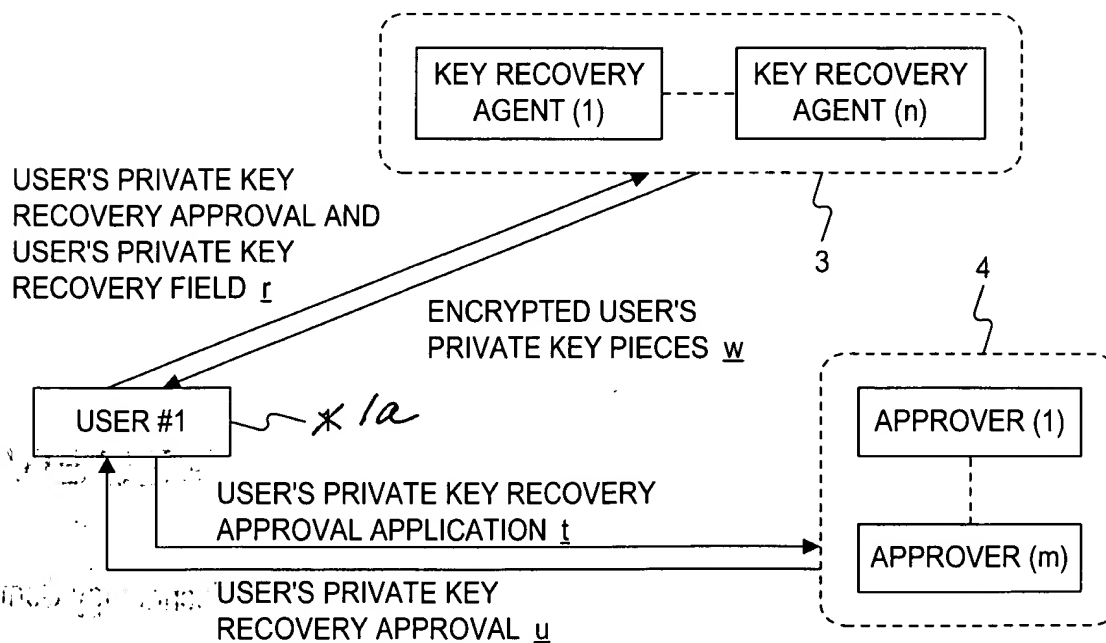 KEY RECOVERY
AGENT (1)
KEY RECOVERY
AGENT (n)
USER'S PRIVATE KEY
RECOVERY APPROVAL AND
USER'S PRIVATE KEY
RECOVERY FIELD r
3
4
ENCRYPTED USER'S
PRIVATE KEY PIECES w
USER #1
1a
APPROVER (1)
USER'S PRIVATE KEY RECOVERY
APPROVAL APPLICATION t
APPROVER (m)
USER'S PRIVATE KEY
RECOVERY APPROVAL u